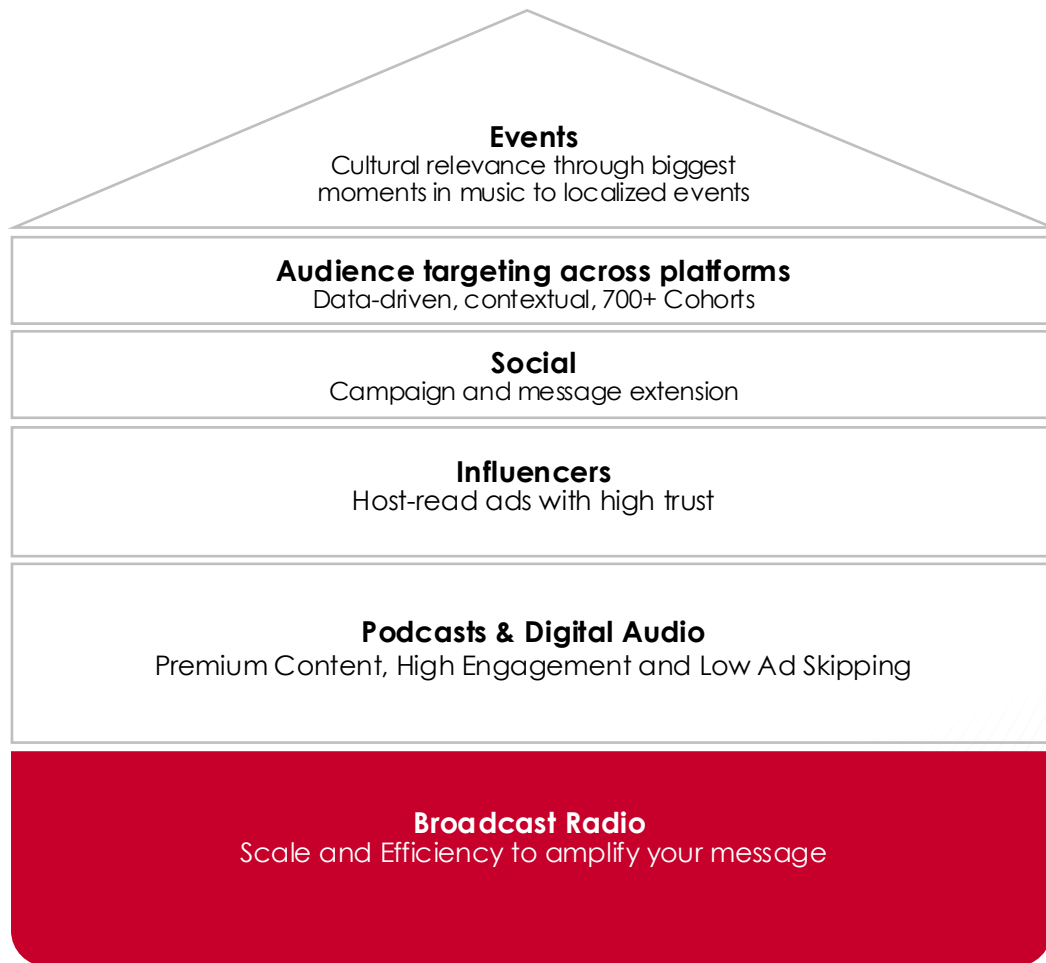 Events
Cultural relevance through biggest
moments in music to localized events
Audience targeting across platforms
Data-driven, contextual, 700+ Cohorts
Social
Campaign and message extension
Influencers
Host-read ads with high trust
Podcasts & Digital Audio
Premium Content, High Engagement and Low Ad Skipping
Broadcast Radio
Scale and Efficiency to amplify your message